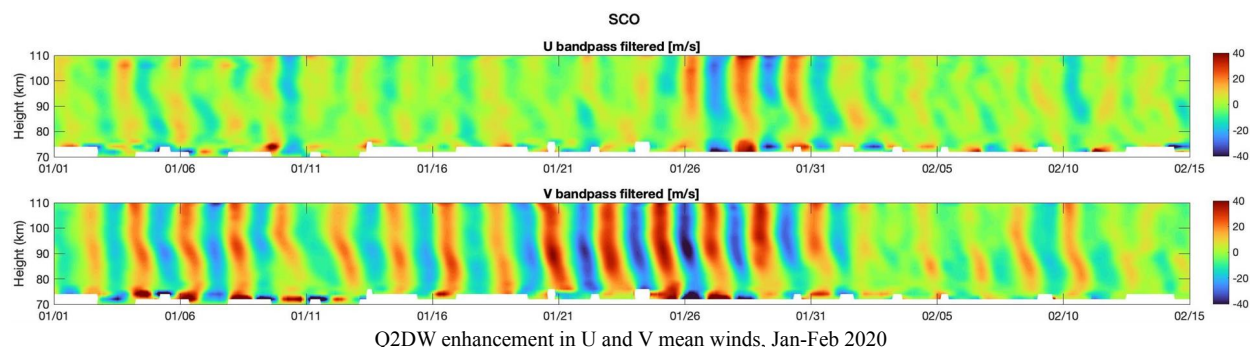 SCO
U bandpass filtered [m/s]
Height (km)
110
100
90
80
70
01/01 01/06 01/11 01/16 01/21 01/26 01/31 02/05 02/10 02/15
40
20
0
-20
-40
V bandpass filtered [m/s]
Height (km)
110
100
90
80
70
01/01 01/06 01/11 01/16 01/21 01/26 01/31 02/05 02/10 02/15
40
20
0
-20
-40
Q2DW enhancement in U and V mean winds, Jan-Feb 2020